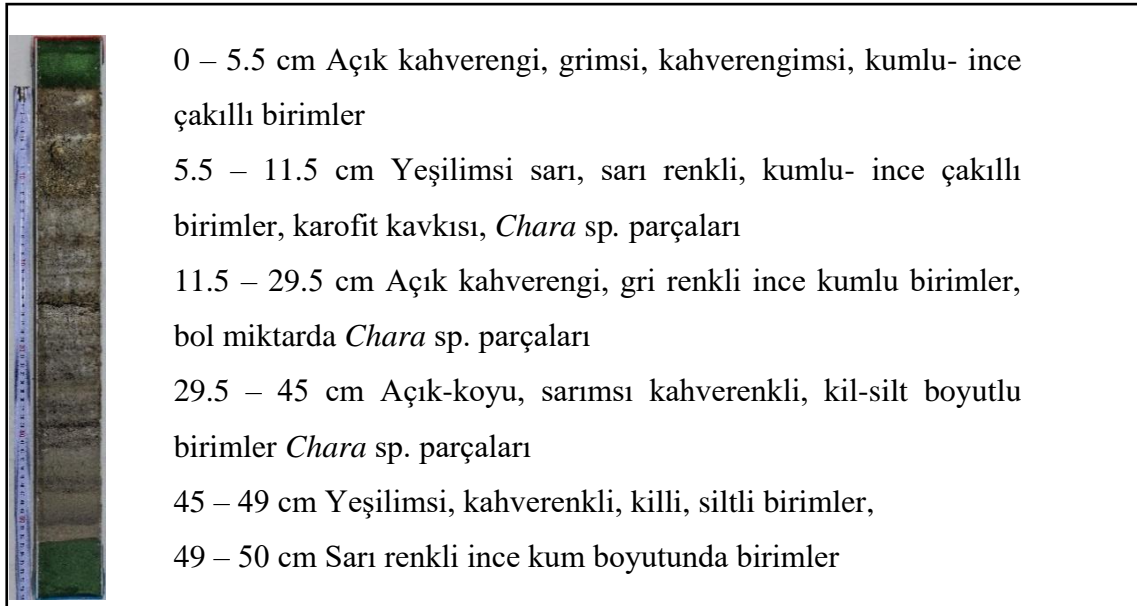 0 – 5.5 cm Açık kahverengi, grimsi, kahverengimsi, kumlu- ince
çakıllı birimler
5.5 – 11.5 cm Yeşilimsi sarı, sarı renkli, kumlu- ince çakıllı
birimler, karofit kavkısı, Chara sp. parçaları
11.5 – 29.5 cm Açık kahverengi, gri renkli ince kumlu birimler,
bol miktarda Chara sp. parçaları
29.5 – 45 cm Açık-koyu, sarımsı kahverenkli, kil-silt boyutlu
birimler Chara sp. parçaları
45 – 49 cm Yeşilimsi, kahverenkli, killi, siltli birimler,
49 – 50 cm Sarı renkli ince kum boyutunda birimler